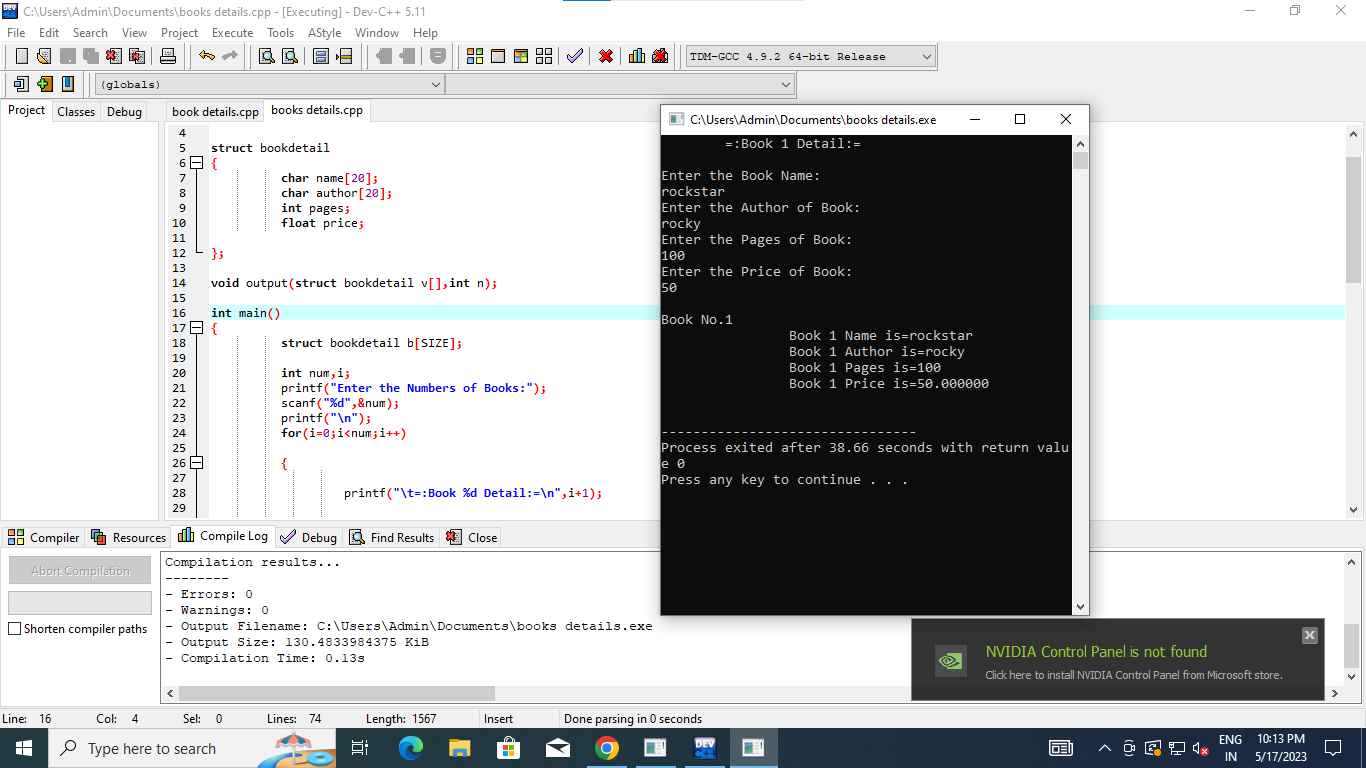 C:\Users\Admin\Documents\books details.cpp - [Executing] - Dev-C++ 5.11
File Edit Search View Project Execute Tools AStyle Window Help
TDM-GCC 4.9.2 64-bit Release
(globals)
Project Classes Debug
book details.cpp books details.cpp
4
5 struct bookdetail
6 {
7 char name[20];
8 char author[20];
9 int pages;
10 float price;
11
12 };
13
14 void output(struct bookdetail v[],int n);
15
16 int main()
17 {
18 struct bookdetail b[SIZE];
19
20 int num,i;
21 printf("Enter the Numbers of Books:");
22 scanf("%d",&num);
23 printf("\n");
24 for(i=0;i<num;i++)
25
26 {
27
28 printf("\t=:Book %d Detail:=\n",i+1);
29
C:\Users\Admin\Documents\books details.exe
=:Book 1 Detail:=
Enter the Book Name:
rockstar
Enter the Author of Book:
rocky
Enter the Pages of Book:
100
Enter the Price of Book:
50
Book No.1
Book 1 Name is=rockstar
Book 1 Author is=rocky
Book 1 Pages is=100
Book 1 Price is=50.000000
--------------------------------
Process exited after 38.66 seconds with return valu
e 0
Press any key to continue . . .
Compiler Resources Compile Log Debug Find Results Close
Abort Compilation
Shorten compiler paths
Compilation results...
--------
- Errors: 0
- Warnings: 0
- Output Filename: C:\Users\Admin\Documents\books details.exe
- Output Size: 130.4833984375 KiB
- Compilation Time: 0.13s
NVIDIA Control Panel is not found
Click here to install NVIDIA Control Panel from Microsoft store.
Line: 16 Col: 4 Sel: 0 Lines: 74 Length: 1567 Insert Done parsing in 0 seconds
Type here to search
DEV
ENG
IN
10:13 PM
5/17/2023